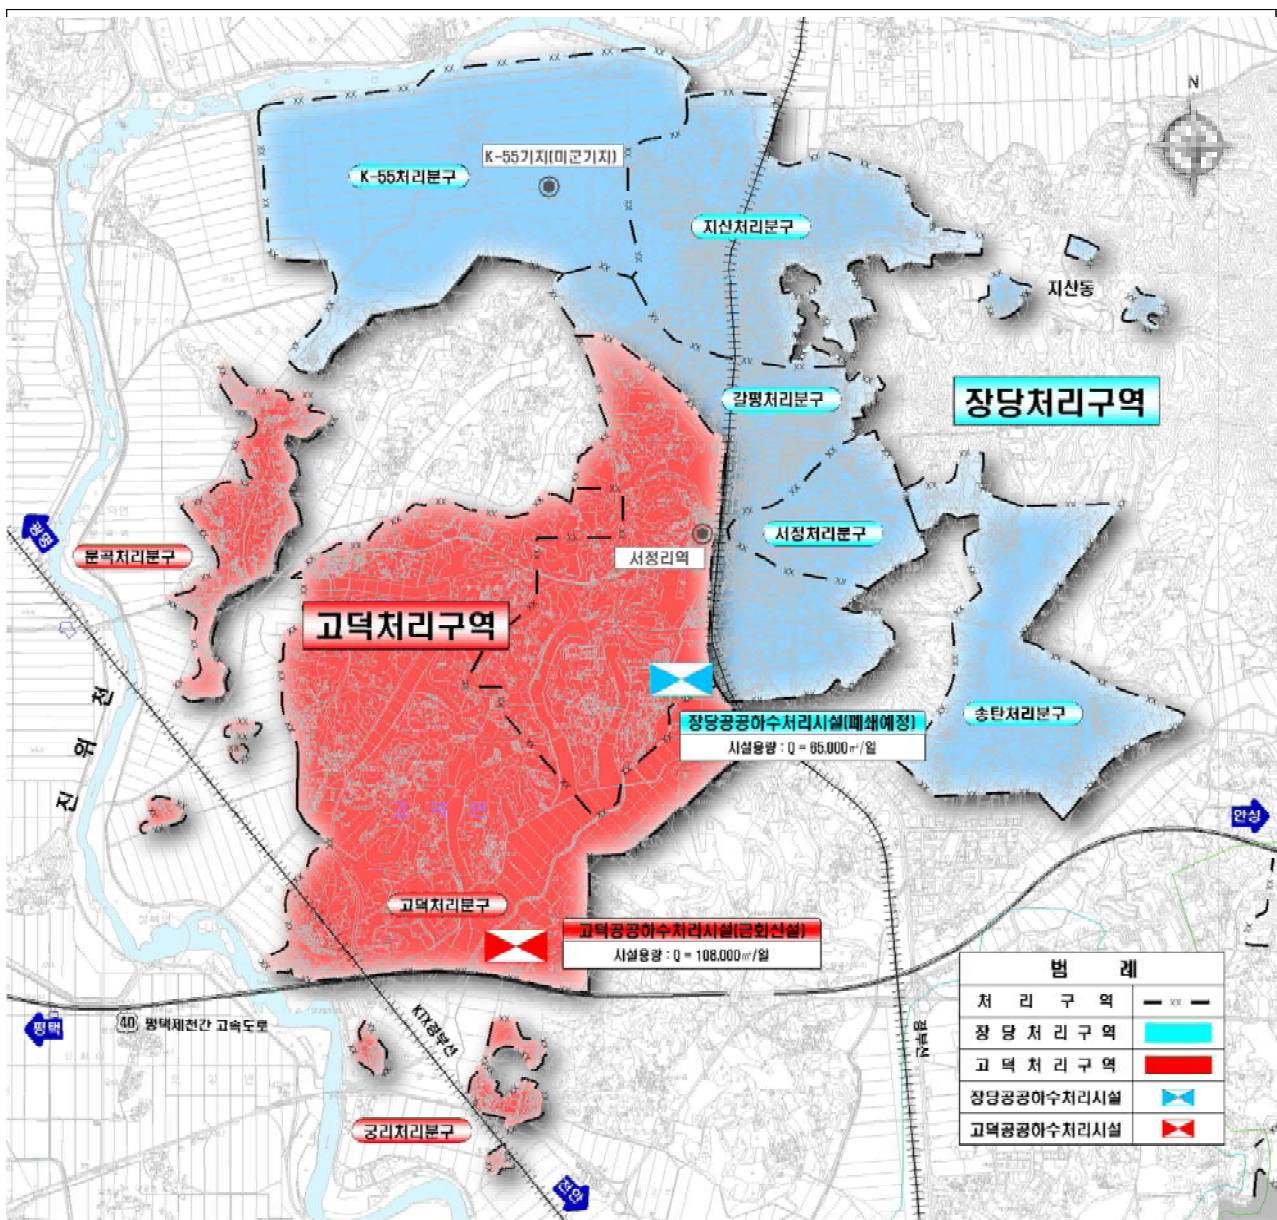 N
K-55기지(미군기지)
K-55처리분구
지산처리분구
지산동
갈평처리분구
장당처리구역
서정처리분구
서정리역
광명
문곡처리분구
고덕처리구역
장당공공하수처리시설(폐쇄예정)
시설용량 : Q = 65,000㎥/일
송탄처리분구
진위천
고덕면
안성
고덕처리분구
고덕공공하수처리시설(금회신설)
시설용량 : Q = 108,000㎥/일
평택
40 평택제천간 고속도로
KTX경부선
경부선
궁리처리분구
천안
범 례
처 리 구 역
장 당 처 리 구 역
고 덕 처 리 구 역
장당공공하수처리시설
고덕공공하수처리시설